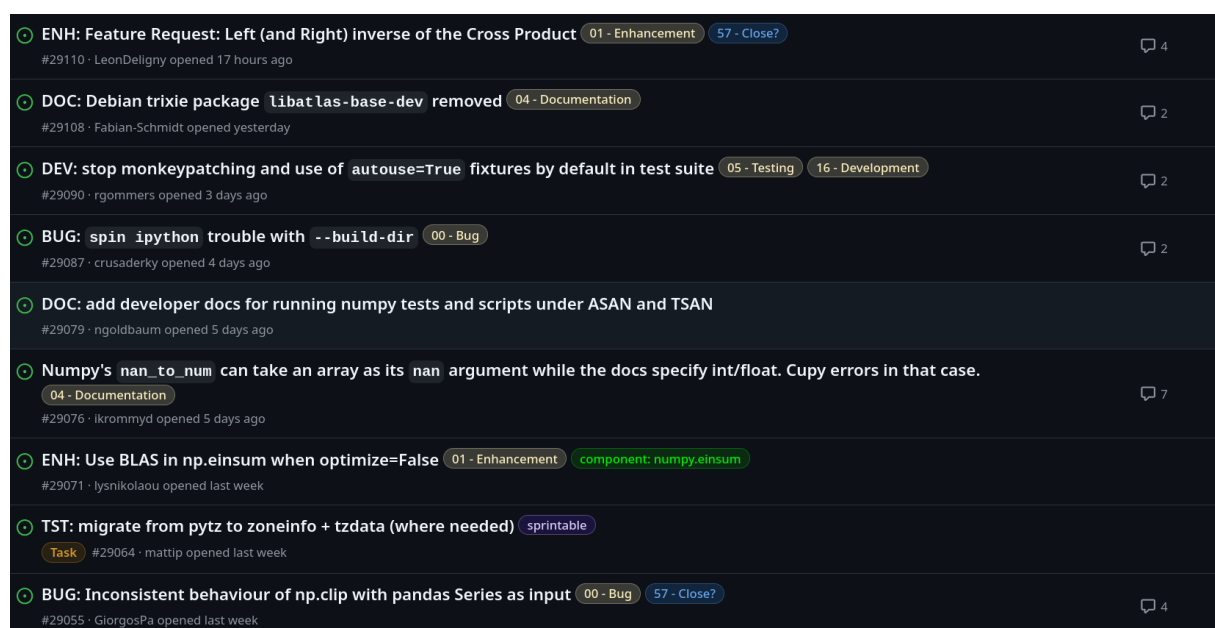 ENH: Feature Request: Left (and Right) inverse of the Cross Product 01 - Enhancement 57 - Close?
#29110 · LeonDeligny opened 17 hours ago
4
DOC: Debian trixie package libatlas-base-dev removed 04 - Documentation
#29108 · Fabian-Schmidt opened yesterday
2
DEV: stop monkeypatching and use of autouse=True fixtures by default in test suite 05 - Testing 16 - Development
#29090 · rgommers opened 3 days ago
2
BUG: spin ipython trouble with --build-dir 00 - Bug
#29087 · crusaderky opened 4 days ago
2
DOC: add developer docs for running numpy tests and scripts under ASAN and TSAN
#29079 · ngoldbaum opened 5 days ago
Numpy's nan_to_num can take an array as its nan argument while the docs specify int/float. Cupy errors in that case.
04 - Documentation
7
#29076 · ikrommyd opened 5 days ago
ENH: Use BLAS in np.einsum when optimize=False 01 - Enhancement component: numpy.einsum
#29071 · lysnikolaou opened last week
TST: migrate from pytz to zoneinfo + tzdata (where needed) sprintable
Task #29064 · mattip opened last week
BUG: Inconsistent behaviour of np.clip with pandas Series as input 00 - Bug 57 - Close?
#29055 · GiorgosPa opened last week
4